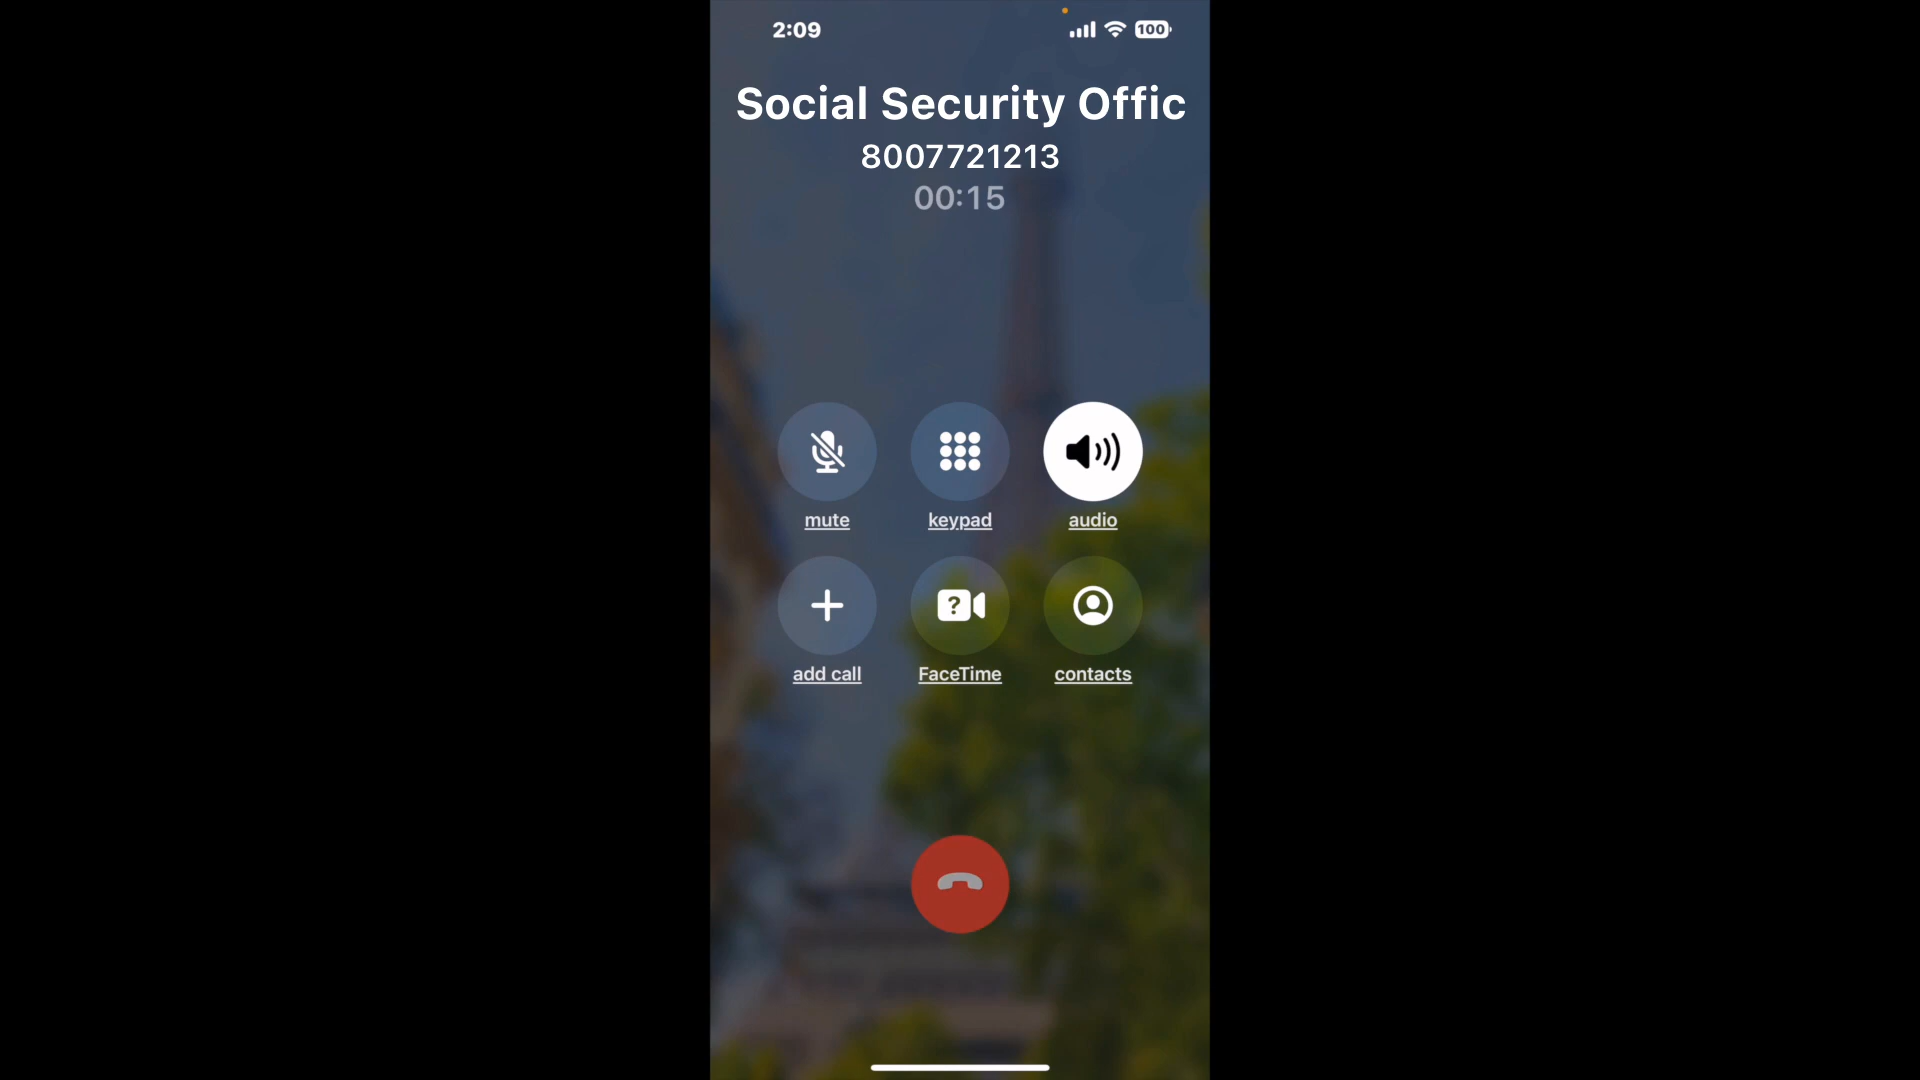 2:09
100
Social Security Offic
8007721213
00:15
mute
keypad
audio
?
add call
FaceTime
contacts